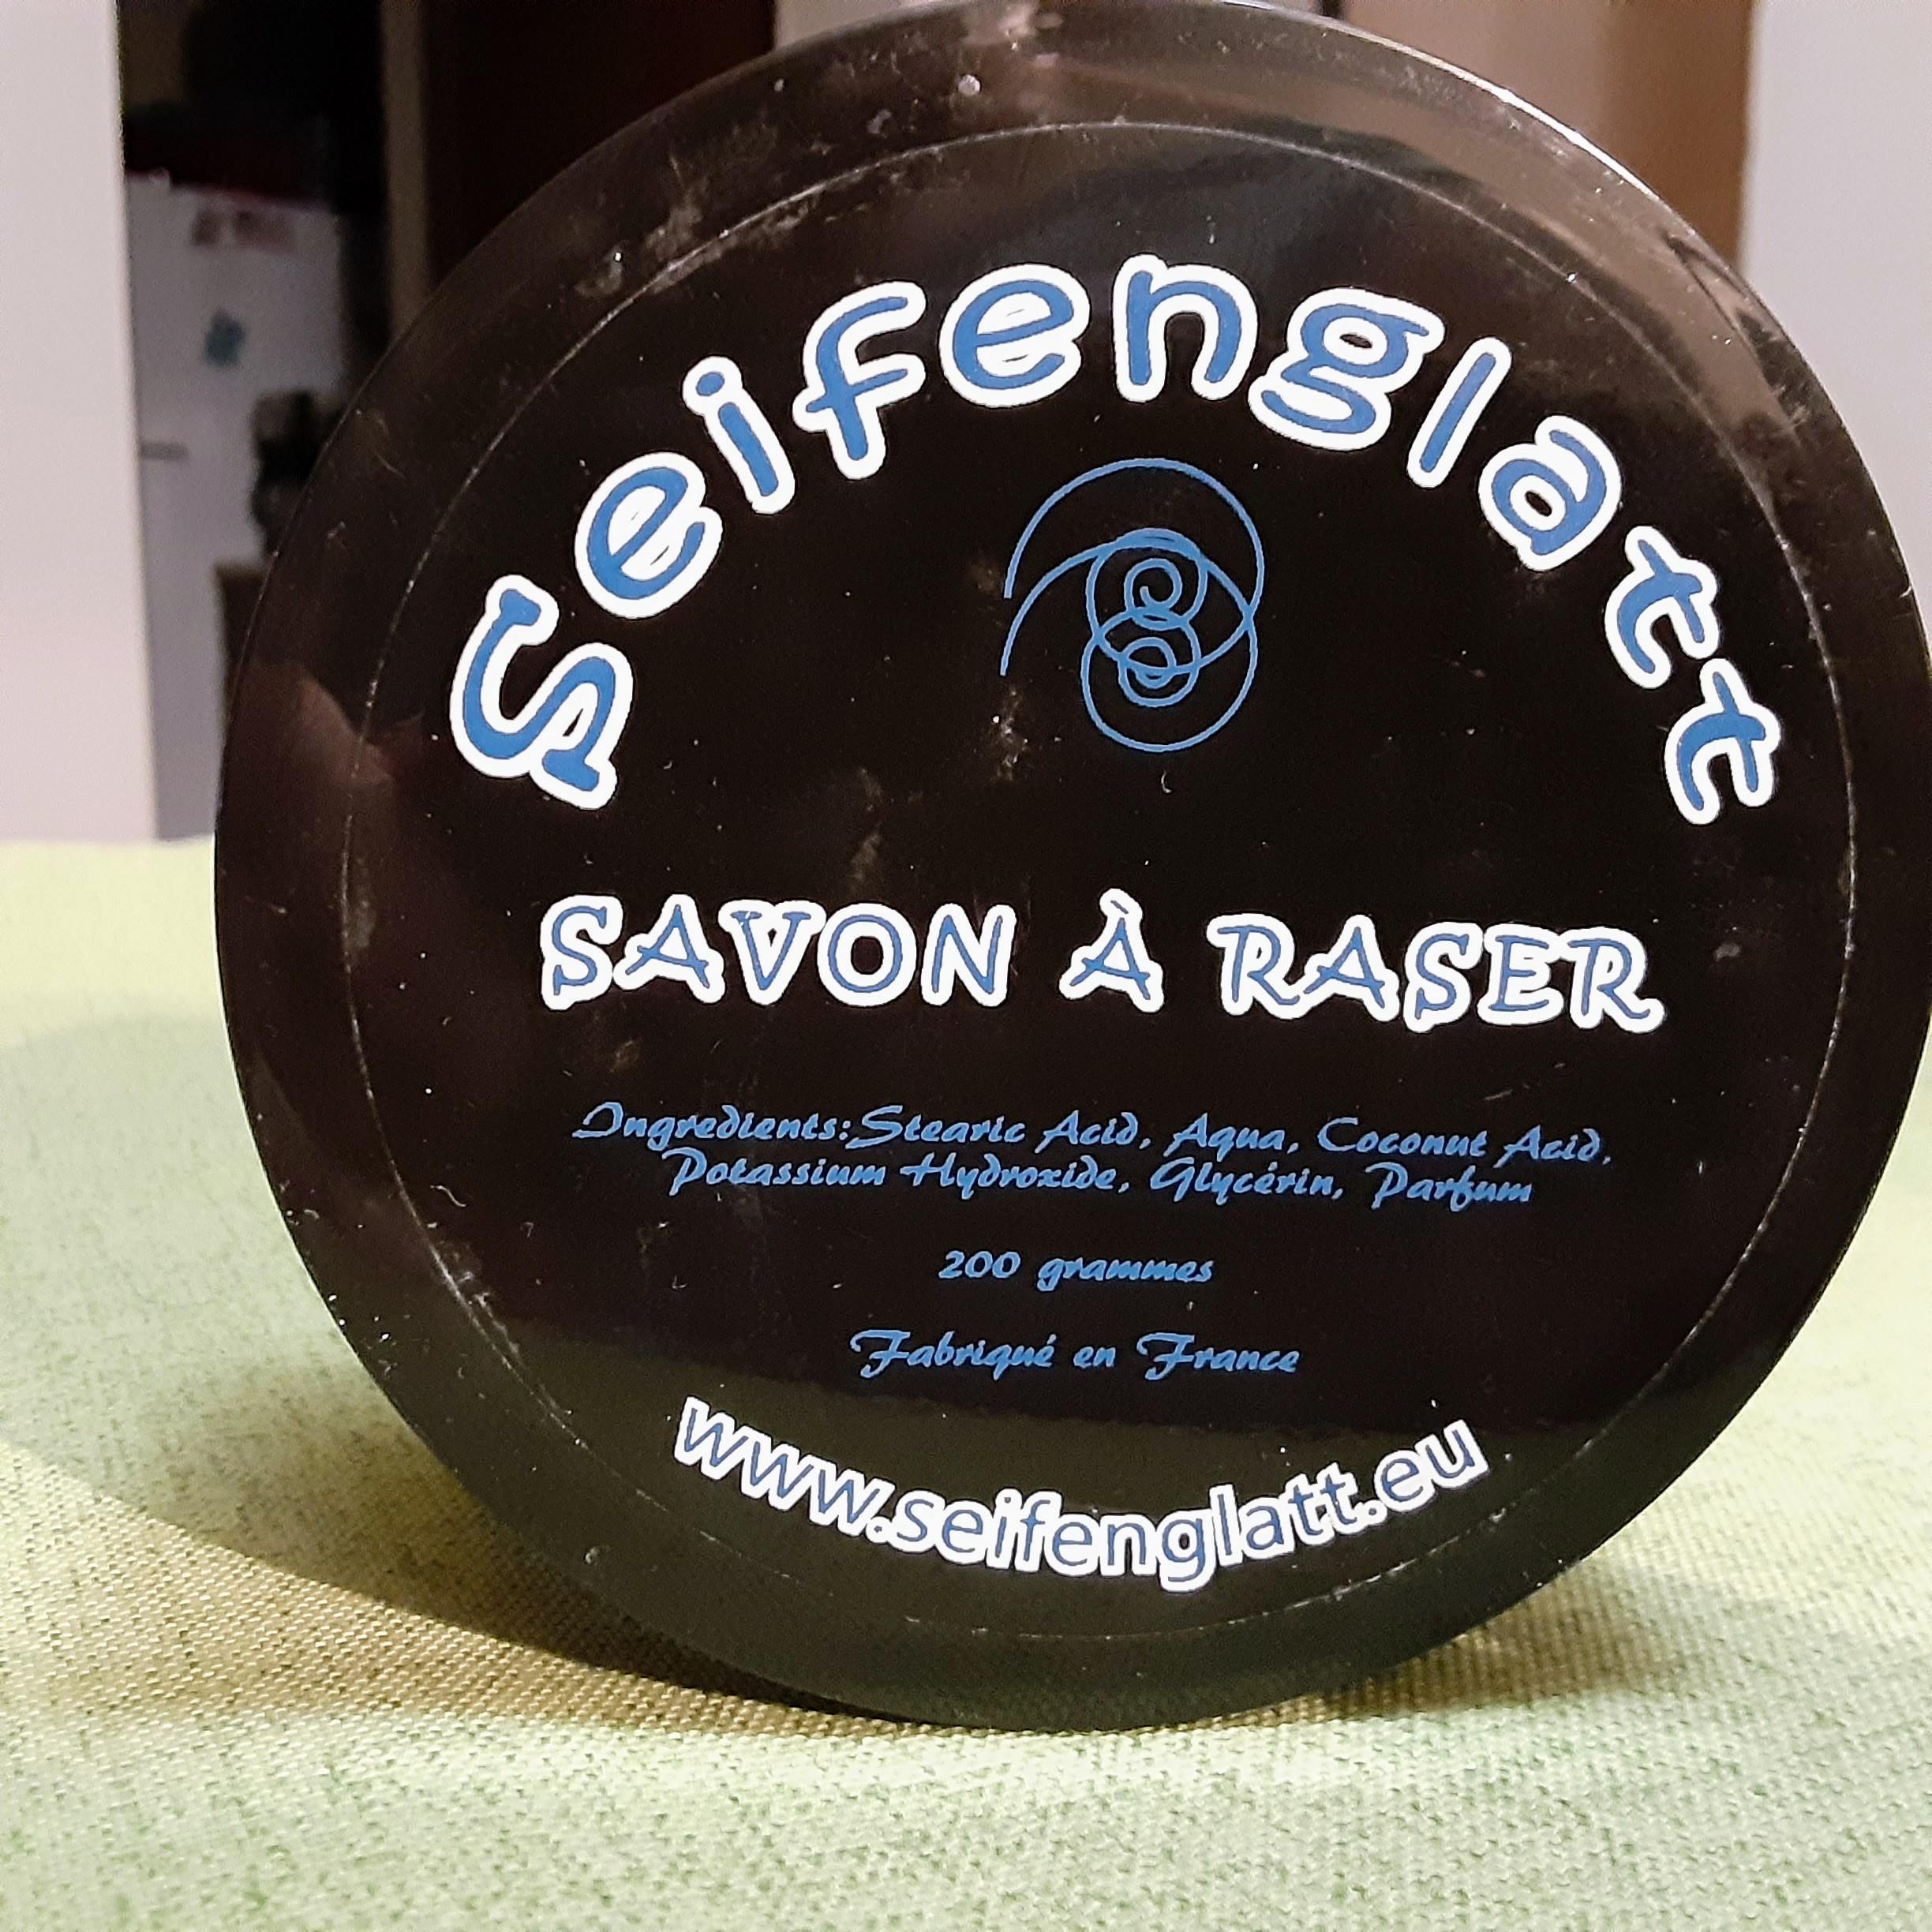 Seifenglatt
SAVON À RASER
Ingredients:Stearic Acid, Aqua, Coconut Acid,
Potassium Hydroxide, Glycérin, Parfum
200 grammes
Fabriqué en France
www.seifenglatt.eu